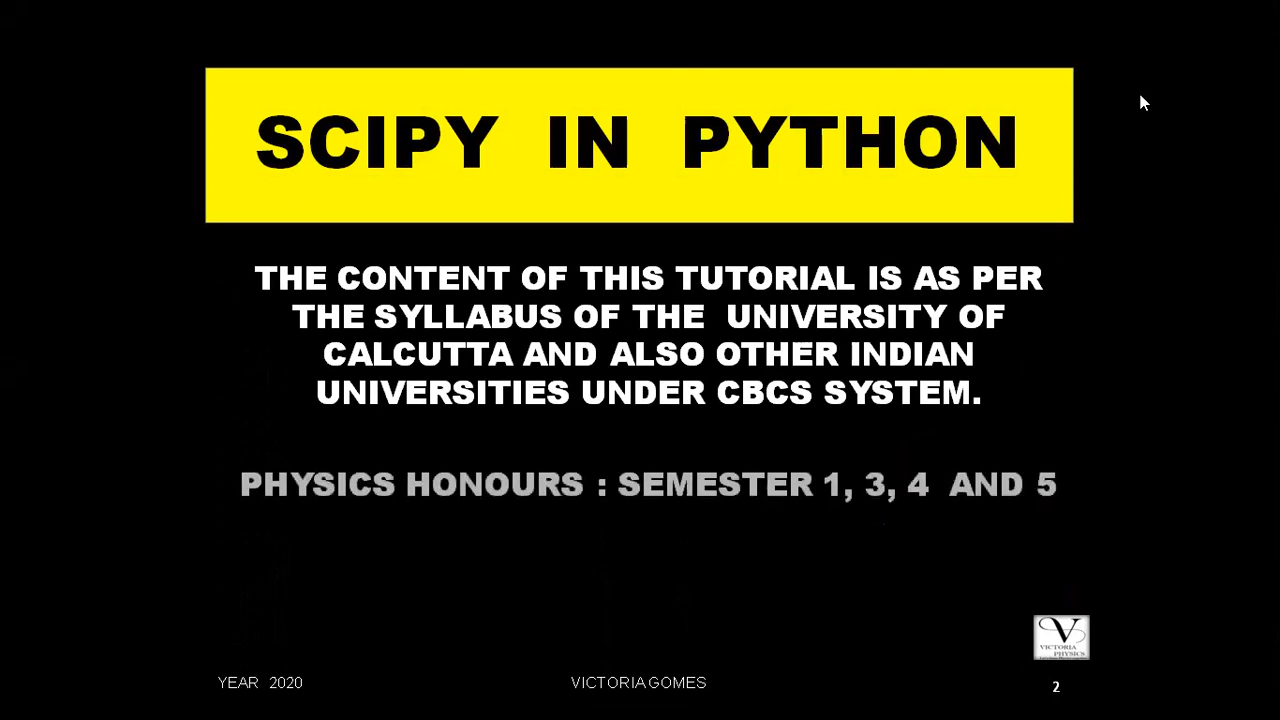 SCIPY IN PYTHON
THE CONTENT OF THIS TUTORIAL IS AS PER
THE SYLLABUS OF THE UNIVERSITY OF
CALCUTTA AND ALSO OTHER INDIAN
UNIVERSITIES UNDER CBCS SYSTEM.
PHYSICS HONOURS : SEMESTER 1, 3, 4 AND 5
V
VICTORIA
PHYSICS
YEAR 2020
VICTORIA GOMES
2